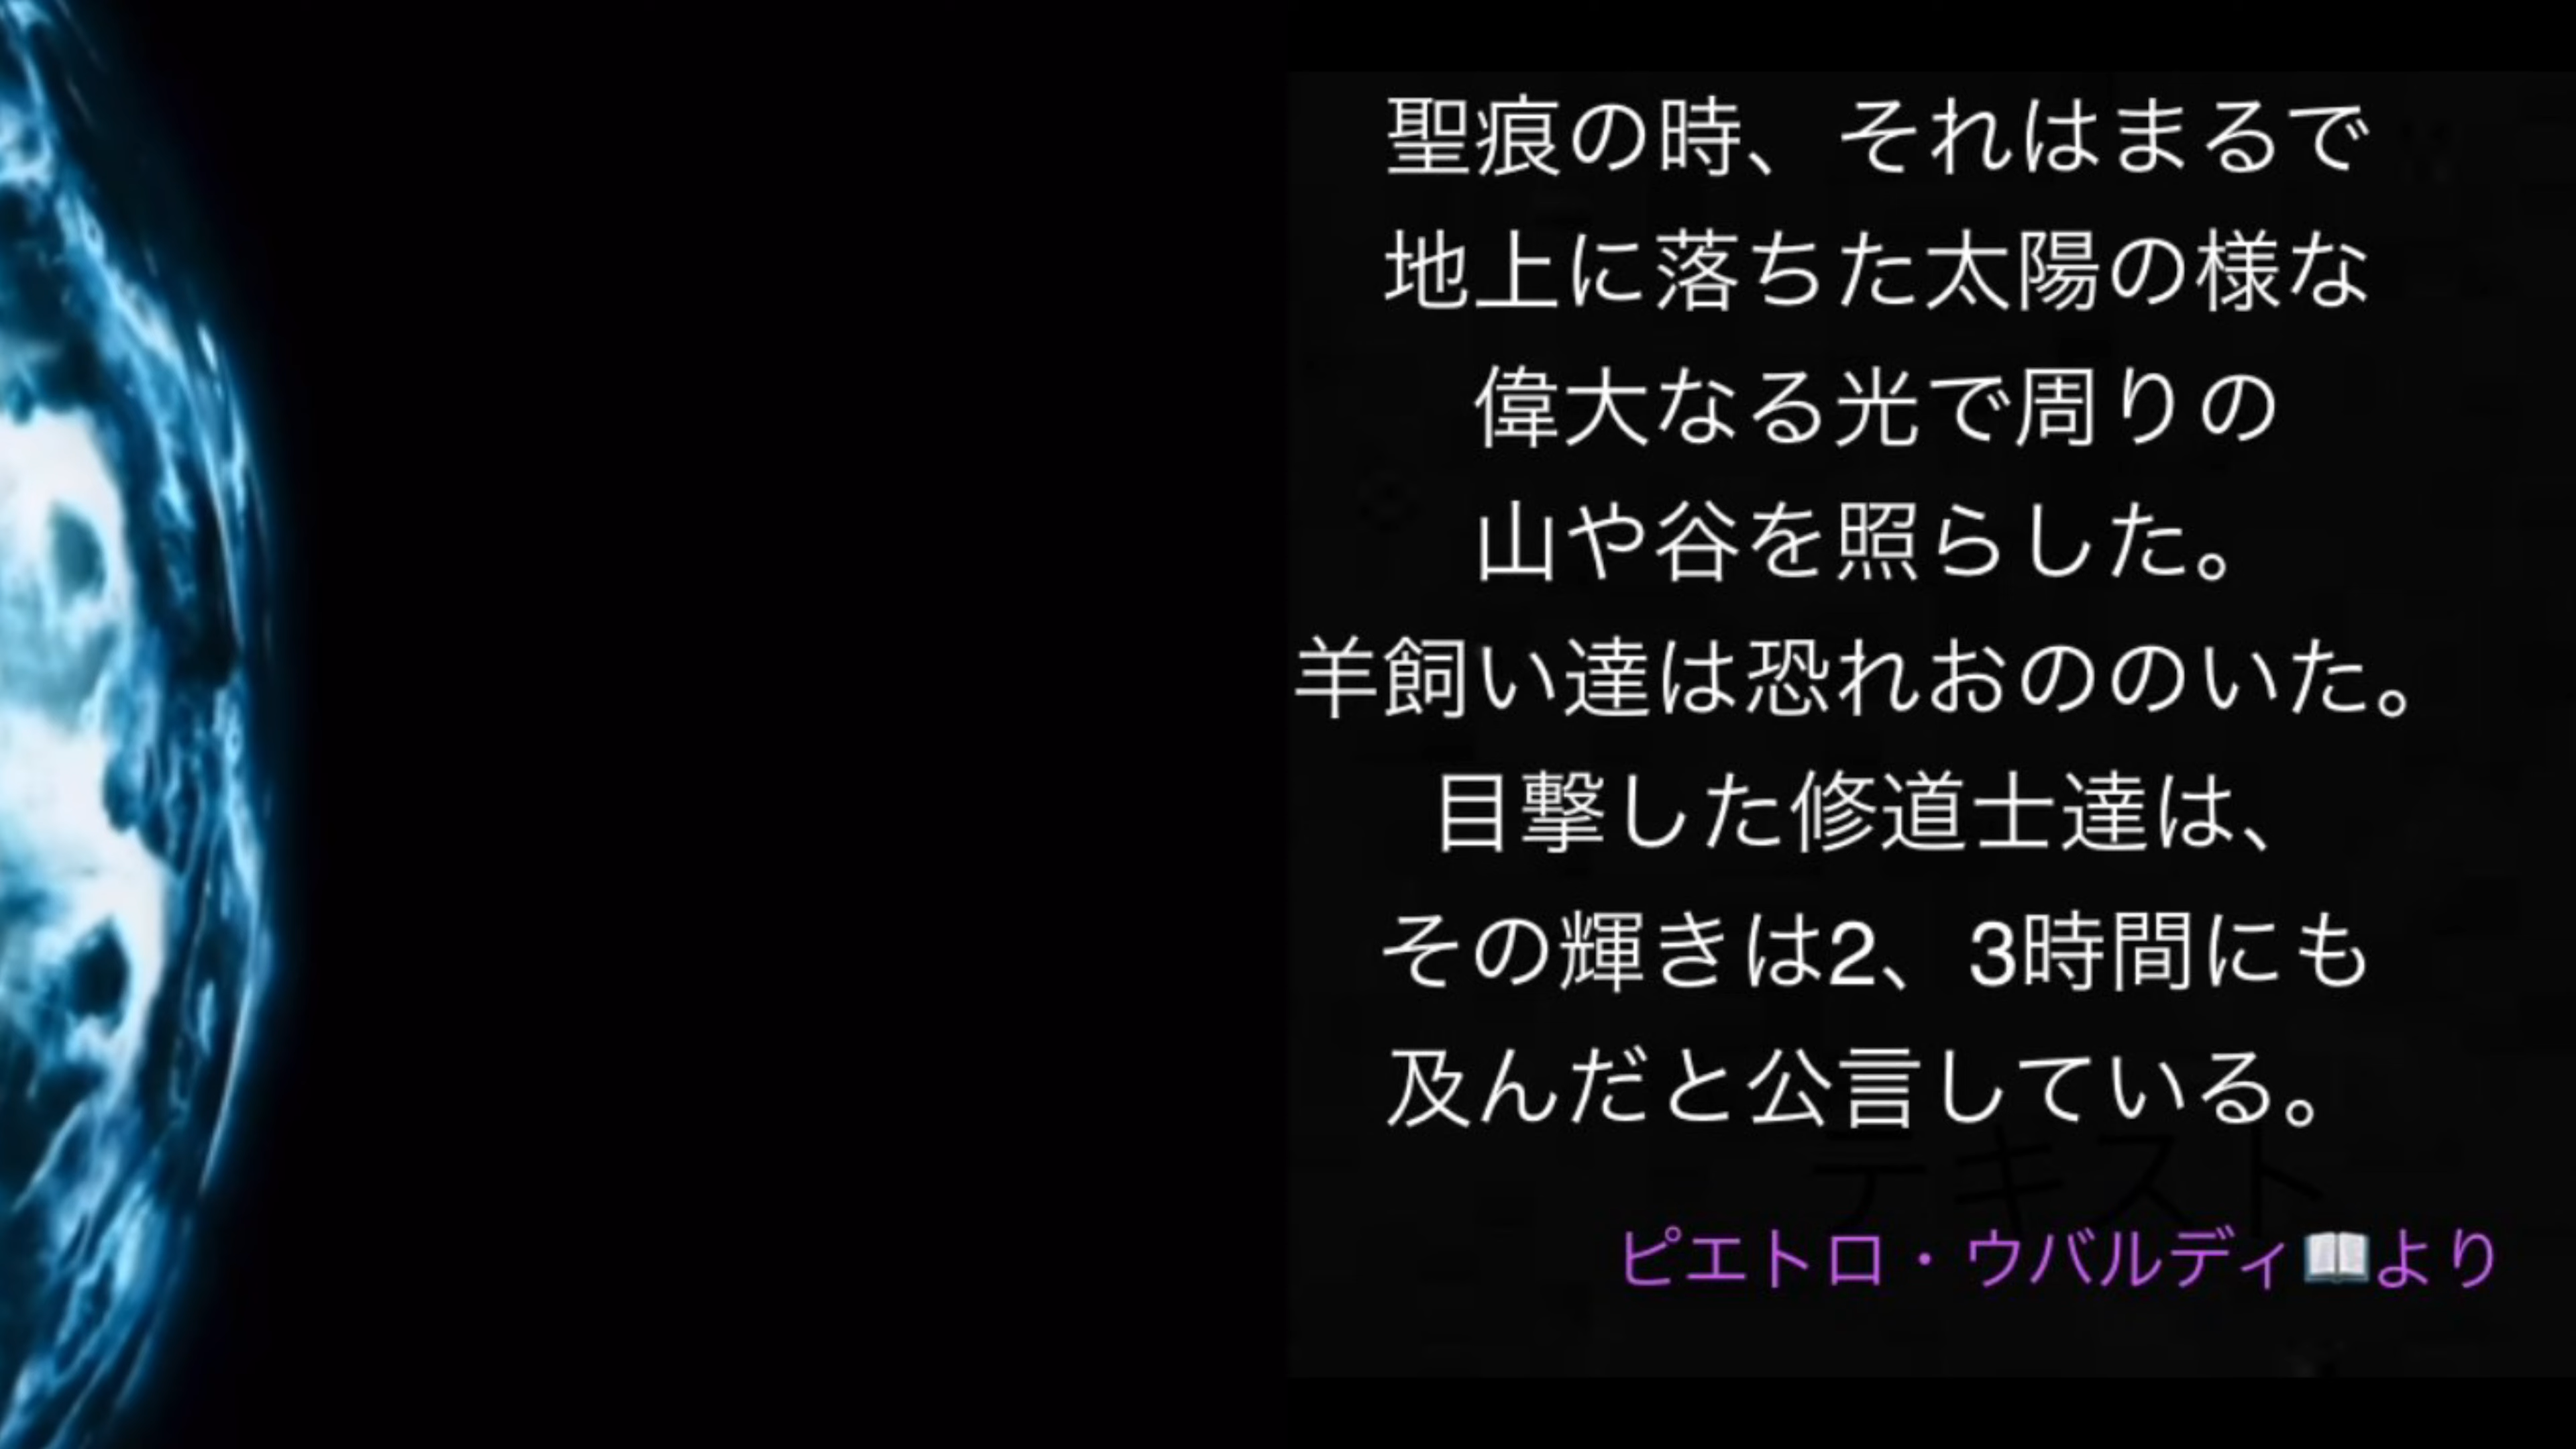 聖痕の時、それはまるで
地上に落ちた太陽の様な
偉大なる光で周りの
山や谷を照らした。
羊飼い達は恐れおののいた。
目撃した修道士達は、
その輝きは2、3時間にも
及んだと公言している。
テキスト
ピエトロ・ウバルディ📖より